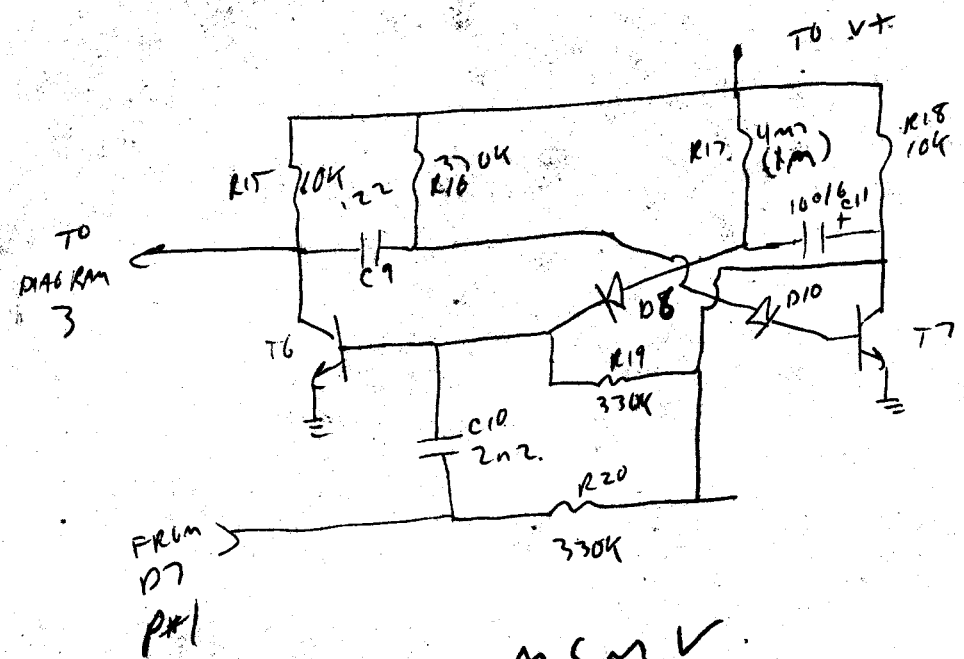 TO V+
R15
10K
.22
C9
330K
R16
R17
4M7
(1M)
R18
10K
100/6
C11
+
TO
DIAGRAM
3
T6
D8
D10
T7
R19
330K
C10
2n2.
R20
330K
FROM
D7
P#1